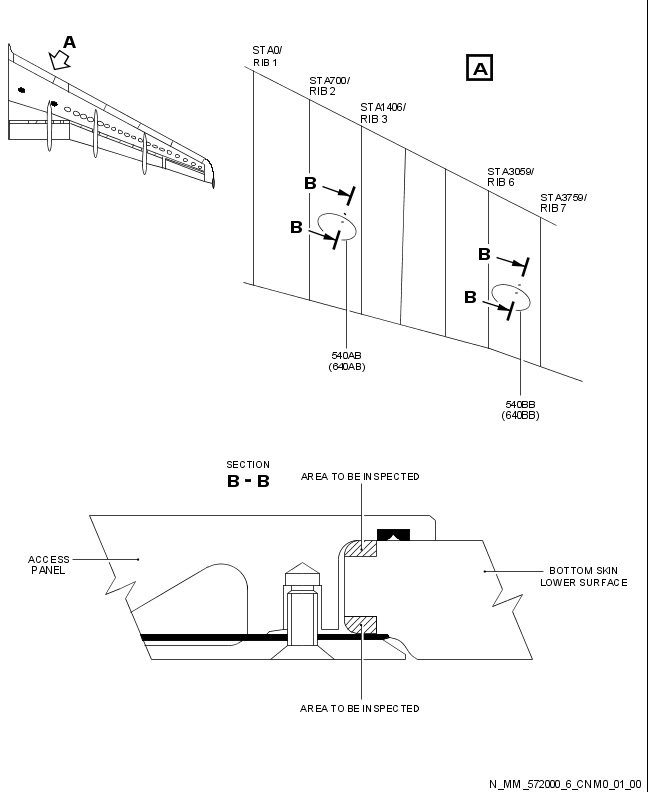 A
A
STA0/
RIB 1
STA700/
RIB 2
STA1406/
RIB 3
STA3059/
RIB 6
STA3759/
RIB 7
B
B
B
B
540AB
(640AB)
540BB
(640BB)
SECTION
B - B
AREA TO BE INSPECTED
ACCESS
PANEL
BOTTOM SKIN
LOWER SURFACE
AREA TO BE INSPECTED
N_MM_572000_6_CNM0_01_00